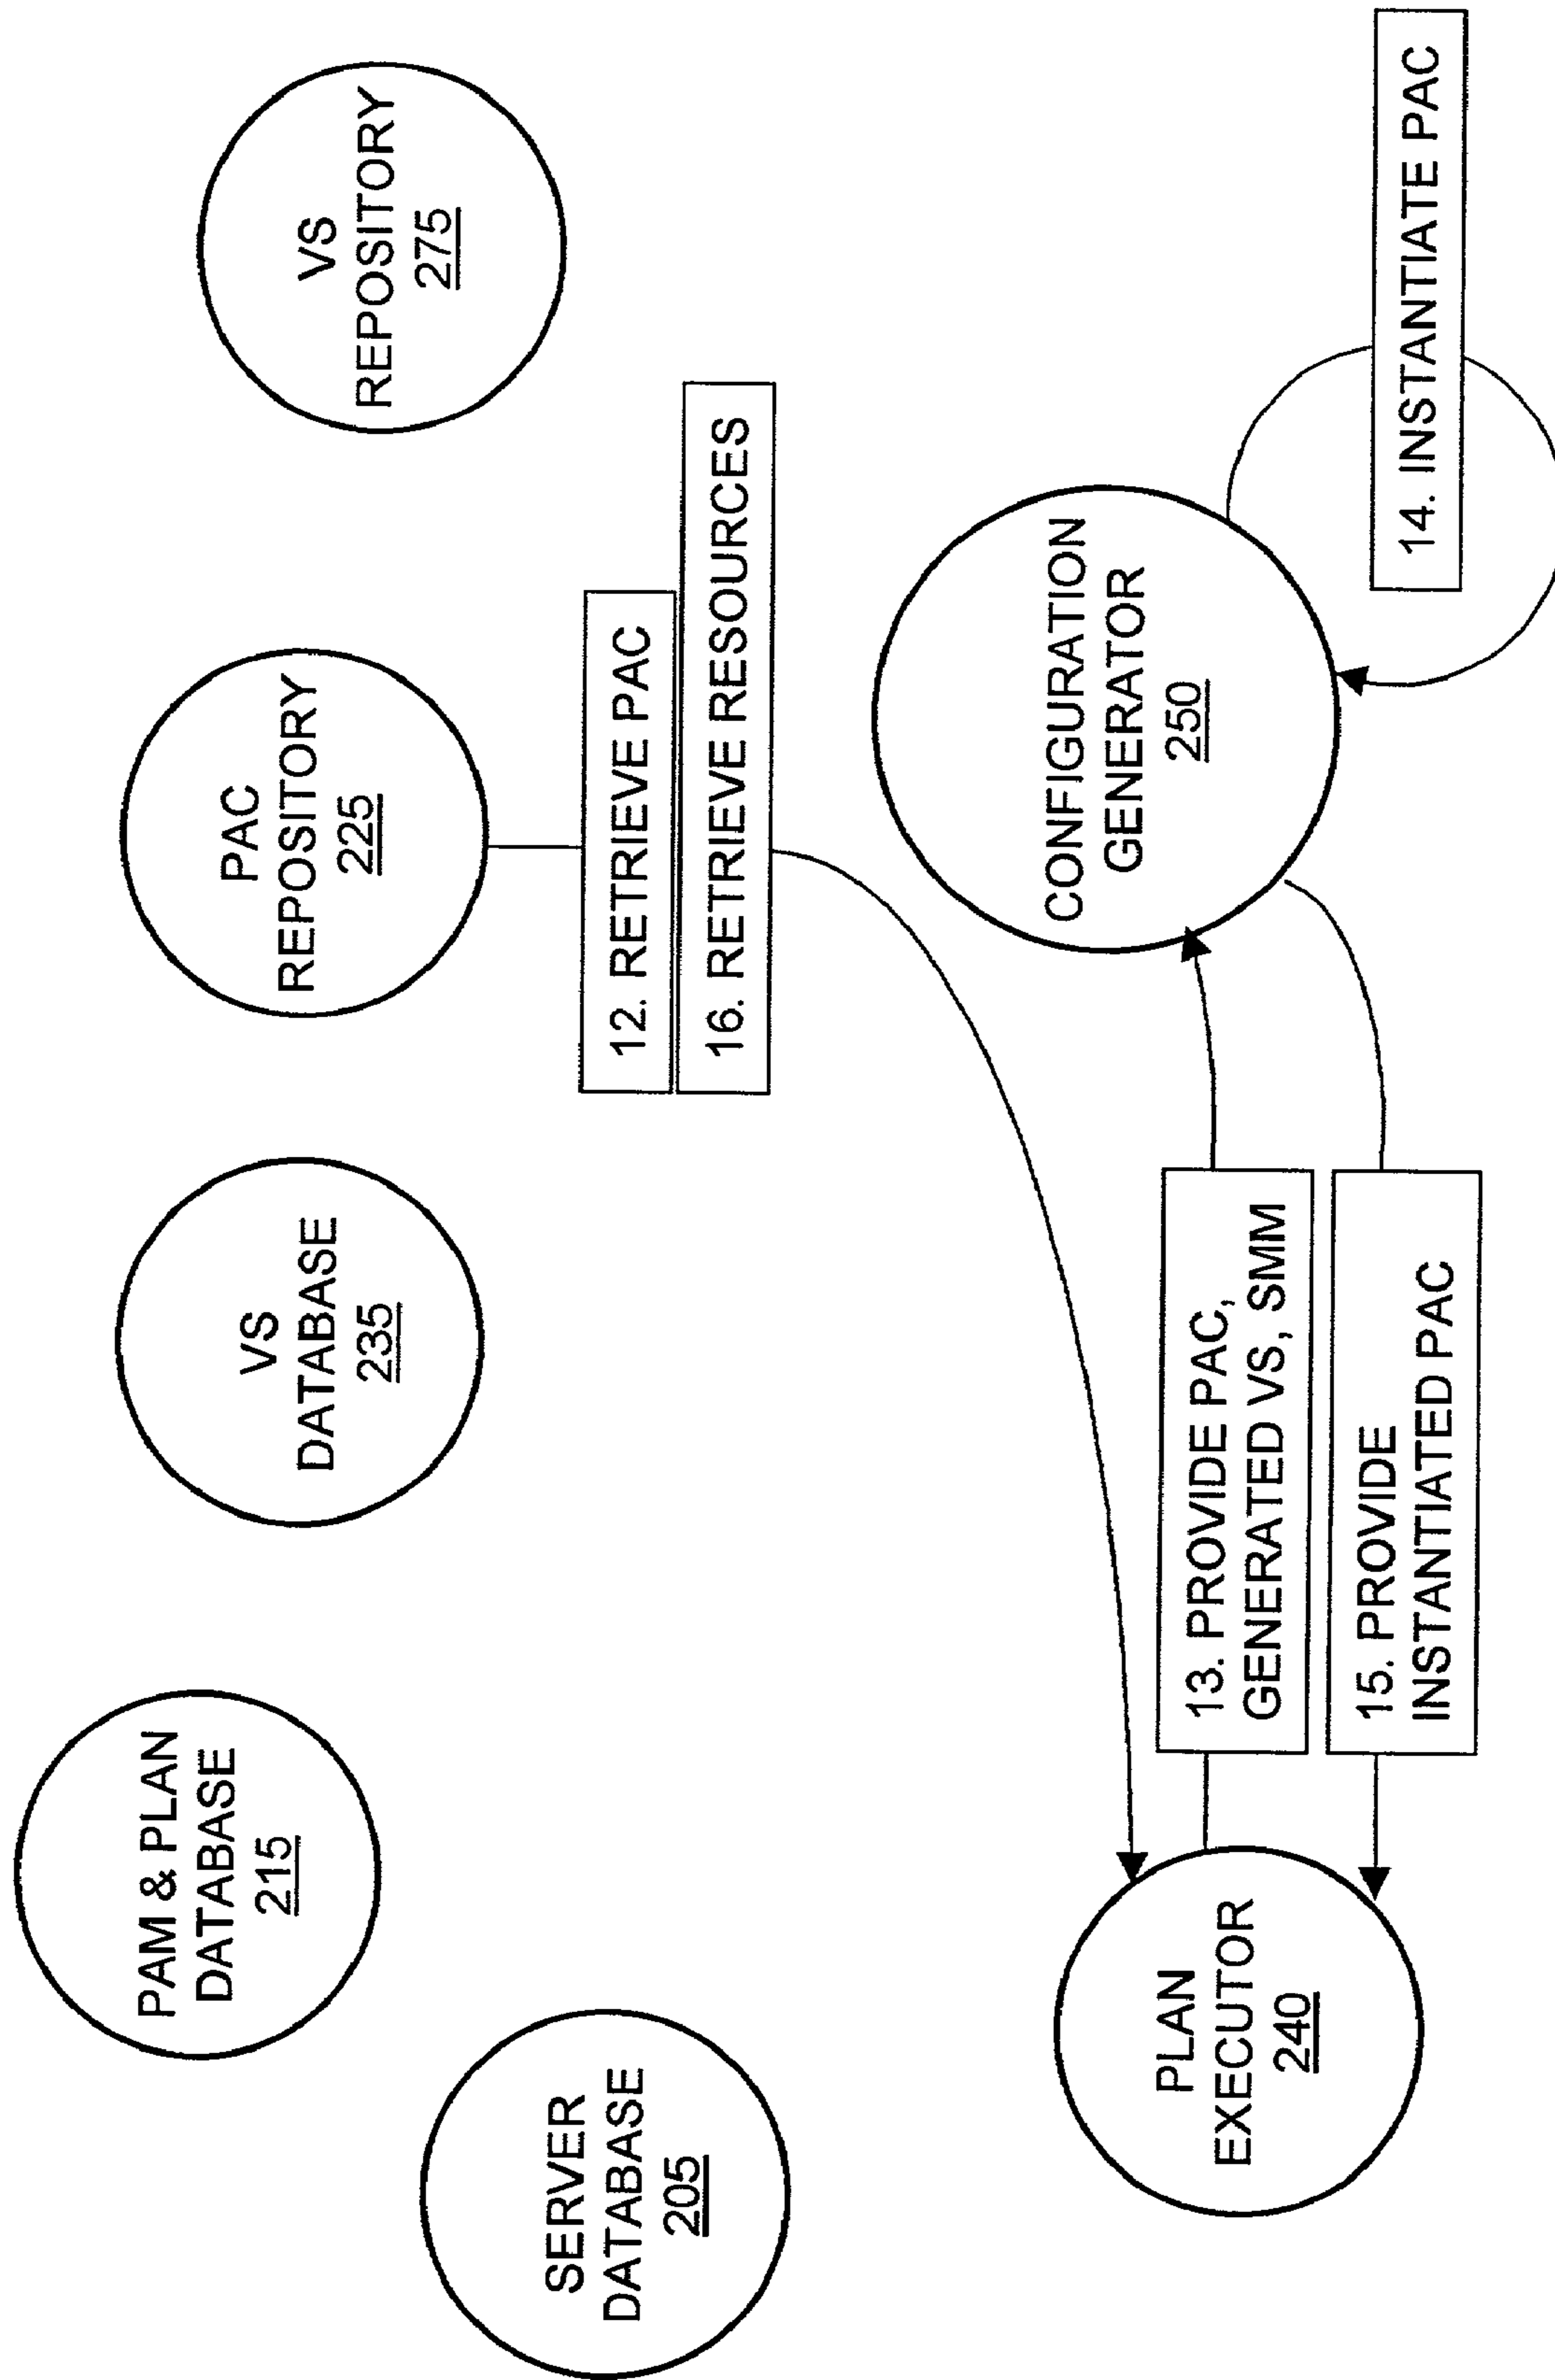 SERVER
DATABASE
205
PAM & PLAN
DATABASE
215
VS
DATABASE
235
PAC
REPOSITORY
225
VS
REPOSITORY
275
12. RETRIEVE PAC
16. RETRIEVE RESOURCES
PLAN
EXECUTOR
240
13. PROVIDE PAC,
GENERATED VS, SMM
15. PROVIDE
INSTANTIATED PAC
CONFIGURATION
GENERATOR
250
14. INSTANTIATE PAC